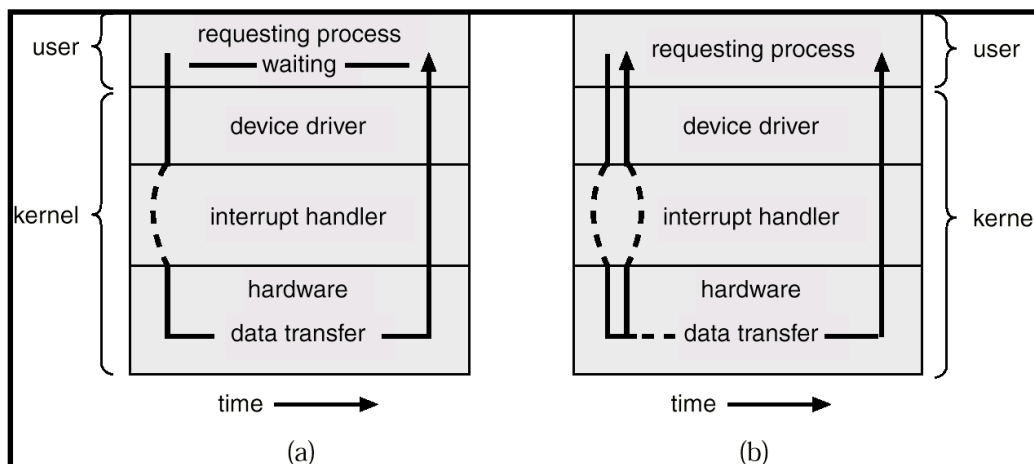 user
requesting process
waiting
device driver
kernel
interrupt handler
hardware
data transfer
time
(a)
requesting process
user
device driver
interrupt handler
kerne
hardware
data transfer
time
(b)